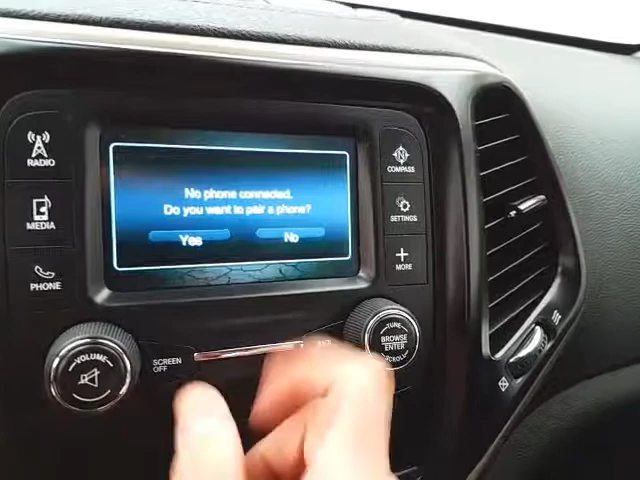 RADIO
MEDIA
PHONE
No phone connected.
Do you want to pair a phone?
Yes
No
COMPASS
SETTINGS
MORE
VOLUME
SCREEN
OFF
TUNE
BROWSE
ENTER
SCROLL